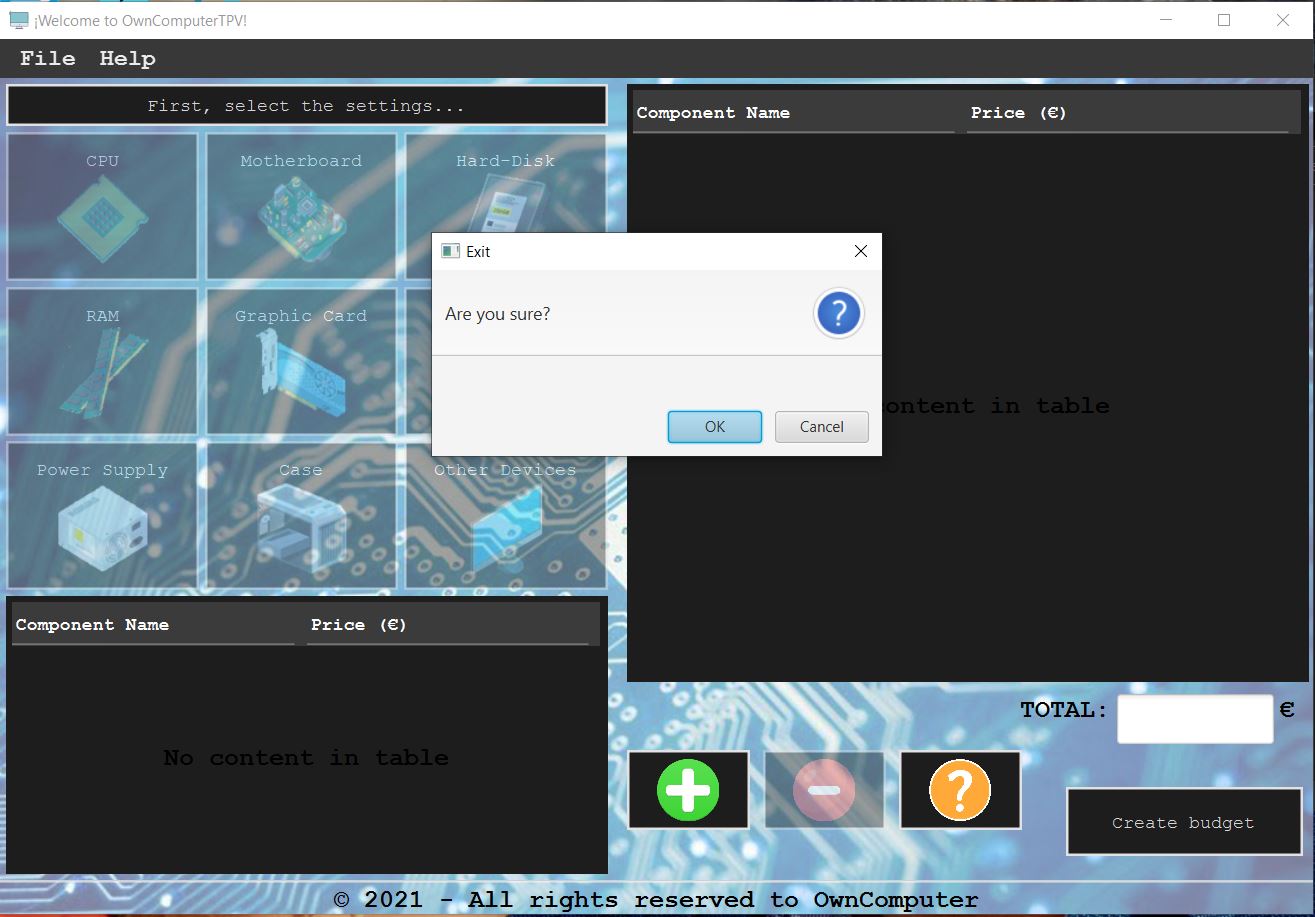 ¡Welcome to OwnComputerTPV!
File Help
First, select the settings...
CPU Motherboard Hard-Disk
RAM Graphic Card
Power Supply Case Other Devices
Component Name Price (€)
No content in table
Component Name Price (€)
content in table
Exit
Are you sure?
OK Cancel
TOTAL: €
Create budget
© 2021 - All rights reserved to OwnComputer